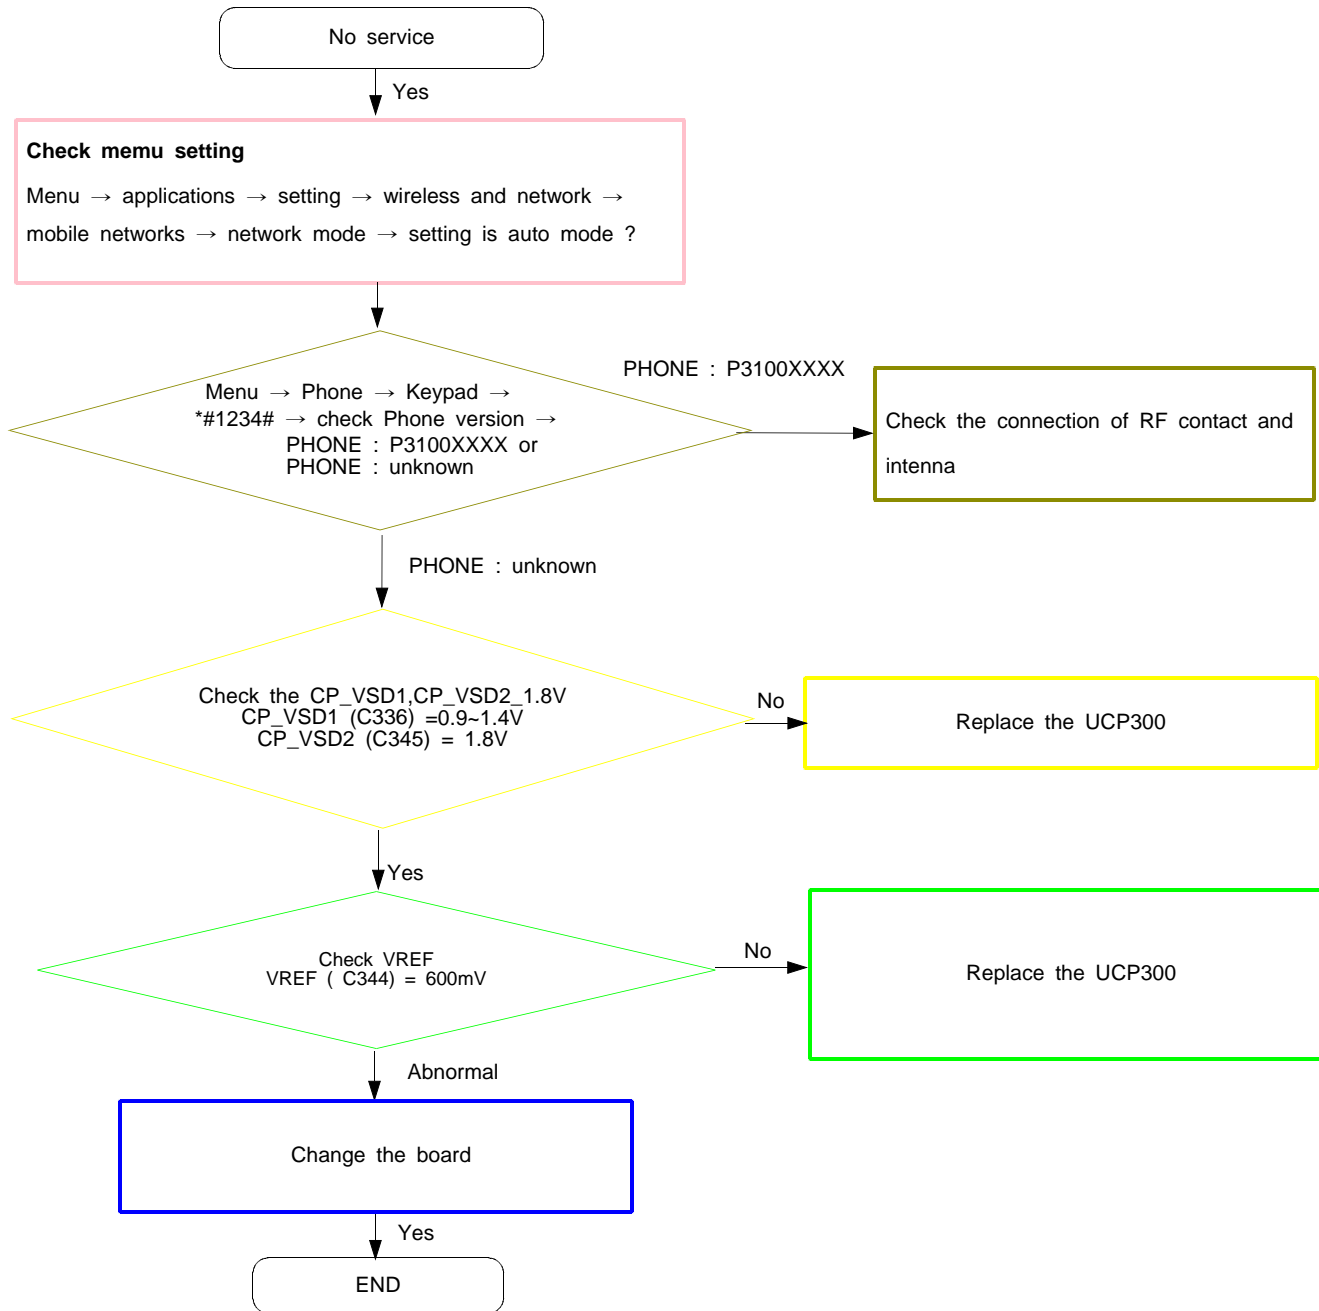 No service
Yes
Check memu setting
Menu → applications → setting → wireless and network →
mobile networks → network mode → setting is auto mode ?
PHONE : P3100XXXX
Menu → Phone → Keypad →
*#1234# → check Phone version →
PHONE : P3100XXXX or
PHONE : unknown
Check the connection of RF contact and
intenna
PHONE : unknown
Check the CP_VSD1,CP_VSD2_1.8V
CP_VSD1 (C336) =0.9~1.4V
CP_VSD2 (C345) = 1.8V
No
Replace the UCP300
Yes
Check VREF
VREF ( C344) = 600mV
No
Replace the UCP300
Abnormal
Change the board
Yes
END